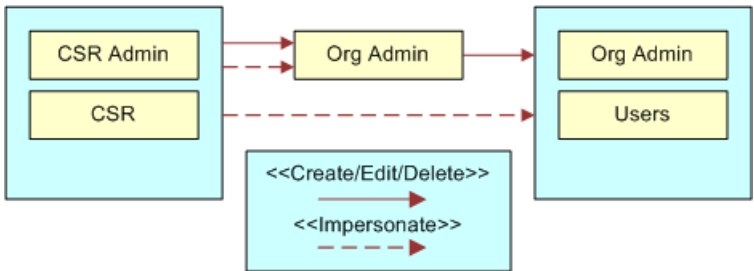 CSR Admin
Org Admin
Org Admin
CSR
Users
<<Create/Edit/Delete>>
<<Impersonate>>